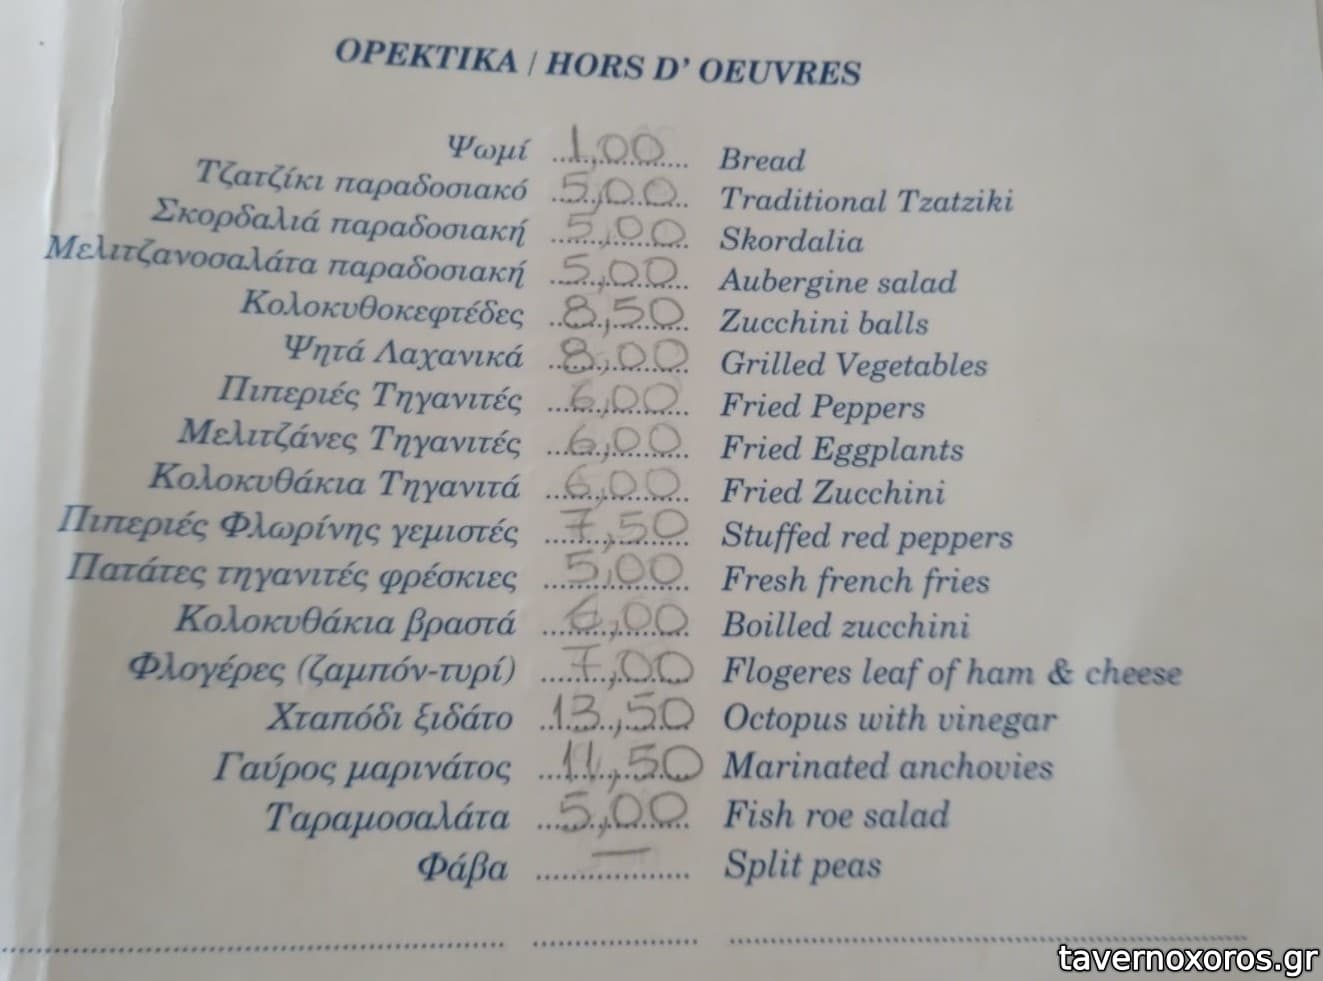 ΟΡΕΚΤΙΚΑ / HORS D' OEUVRES
Ψωμί ..1,00.. Bread
Τζατζίκι παραδοσιακό ..5,00.. Traditional Tzatziki
Σκορδαλιά παραδοσιακή ..5,00.. Skordalia
Μελιτζανοσαλάτα παραδοσιακή ..5,00.. Aubergine salad
Κολοκυθοκεφτέδες ..8,50.. Zucchini balls
Ψητά Λαχανικά ..8,00.. Grilled Vegetables
Πιπεριές Τηγανιτές ..6,00.. Fried Peppers
Μελιτζάνες Τηγανιτές ..6,00.. Fried Eggplants
Κολοκυθάκια Τηγανιτά ..6,00.. Fried Zucchini
Πιπεριές Φλωρίνης γεμιστές ..7,50.. Stuffed red peppers
Πατάτες τηγανιτές φρέσκιες ..5,00.. Fresh french fries
Κολοκυθάκια βραστά ..6,00.. Boilled zucchini
Φλογέρες (ζαμπόν-τυρί) ..7,00.. Flogeres leaf of ham & cheese
Χταπόδι ξιδάτο ..13,50.. Octopus with vinegar
Γαύρος μαρινάτος ..11,50.. Marinated anchovies
Ταραμοσαλάτα ..5,00.. Fish roe salad
Φάβα ..—.. Split peas
tavernoxoros.gr